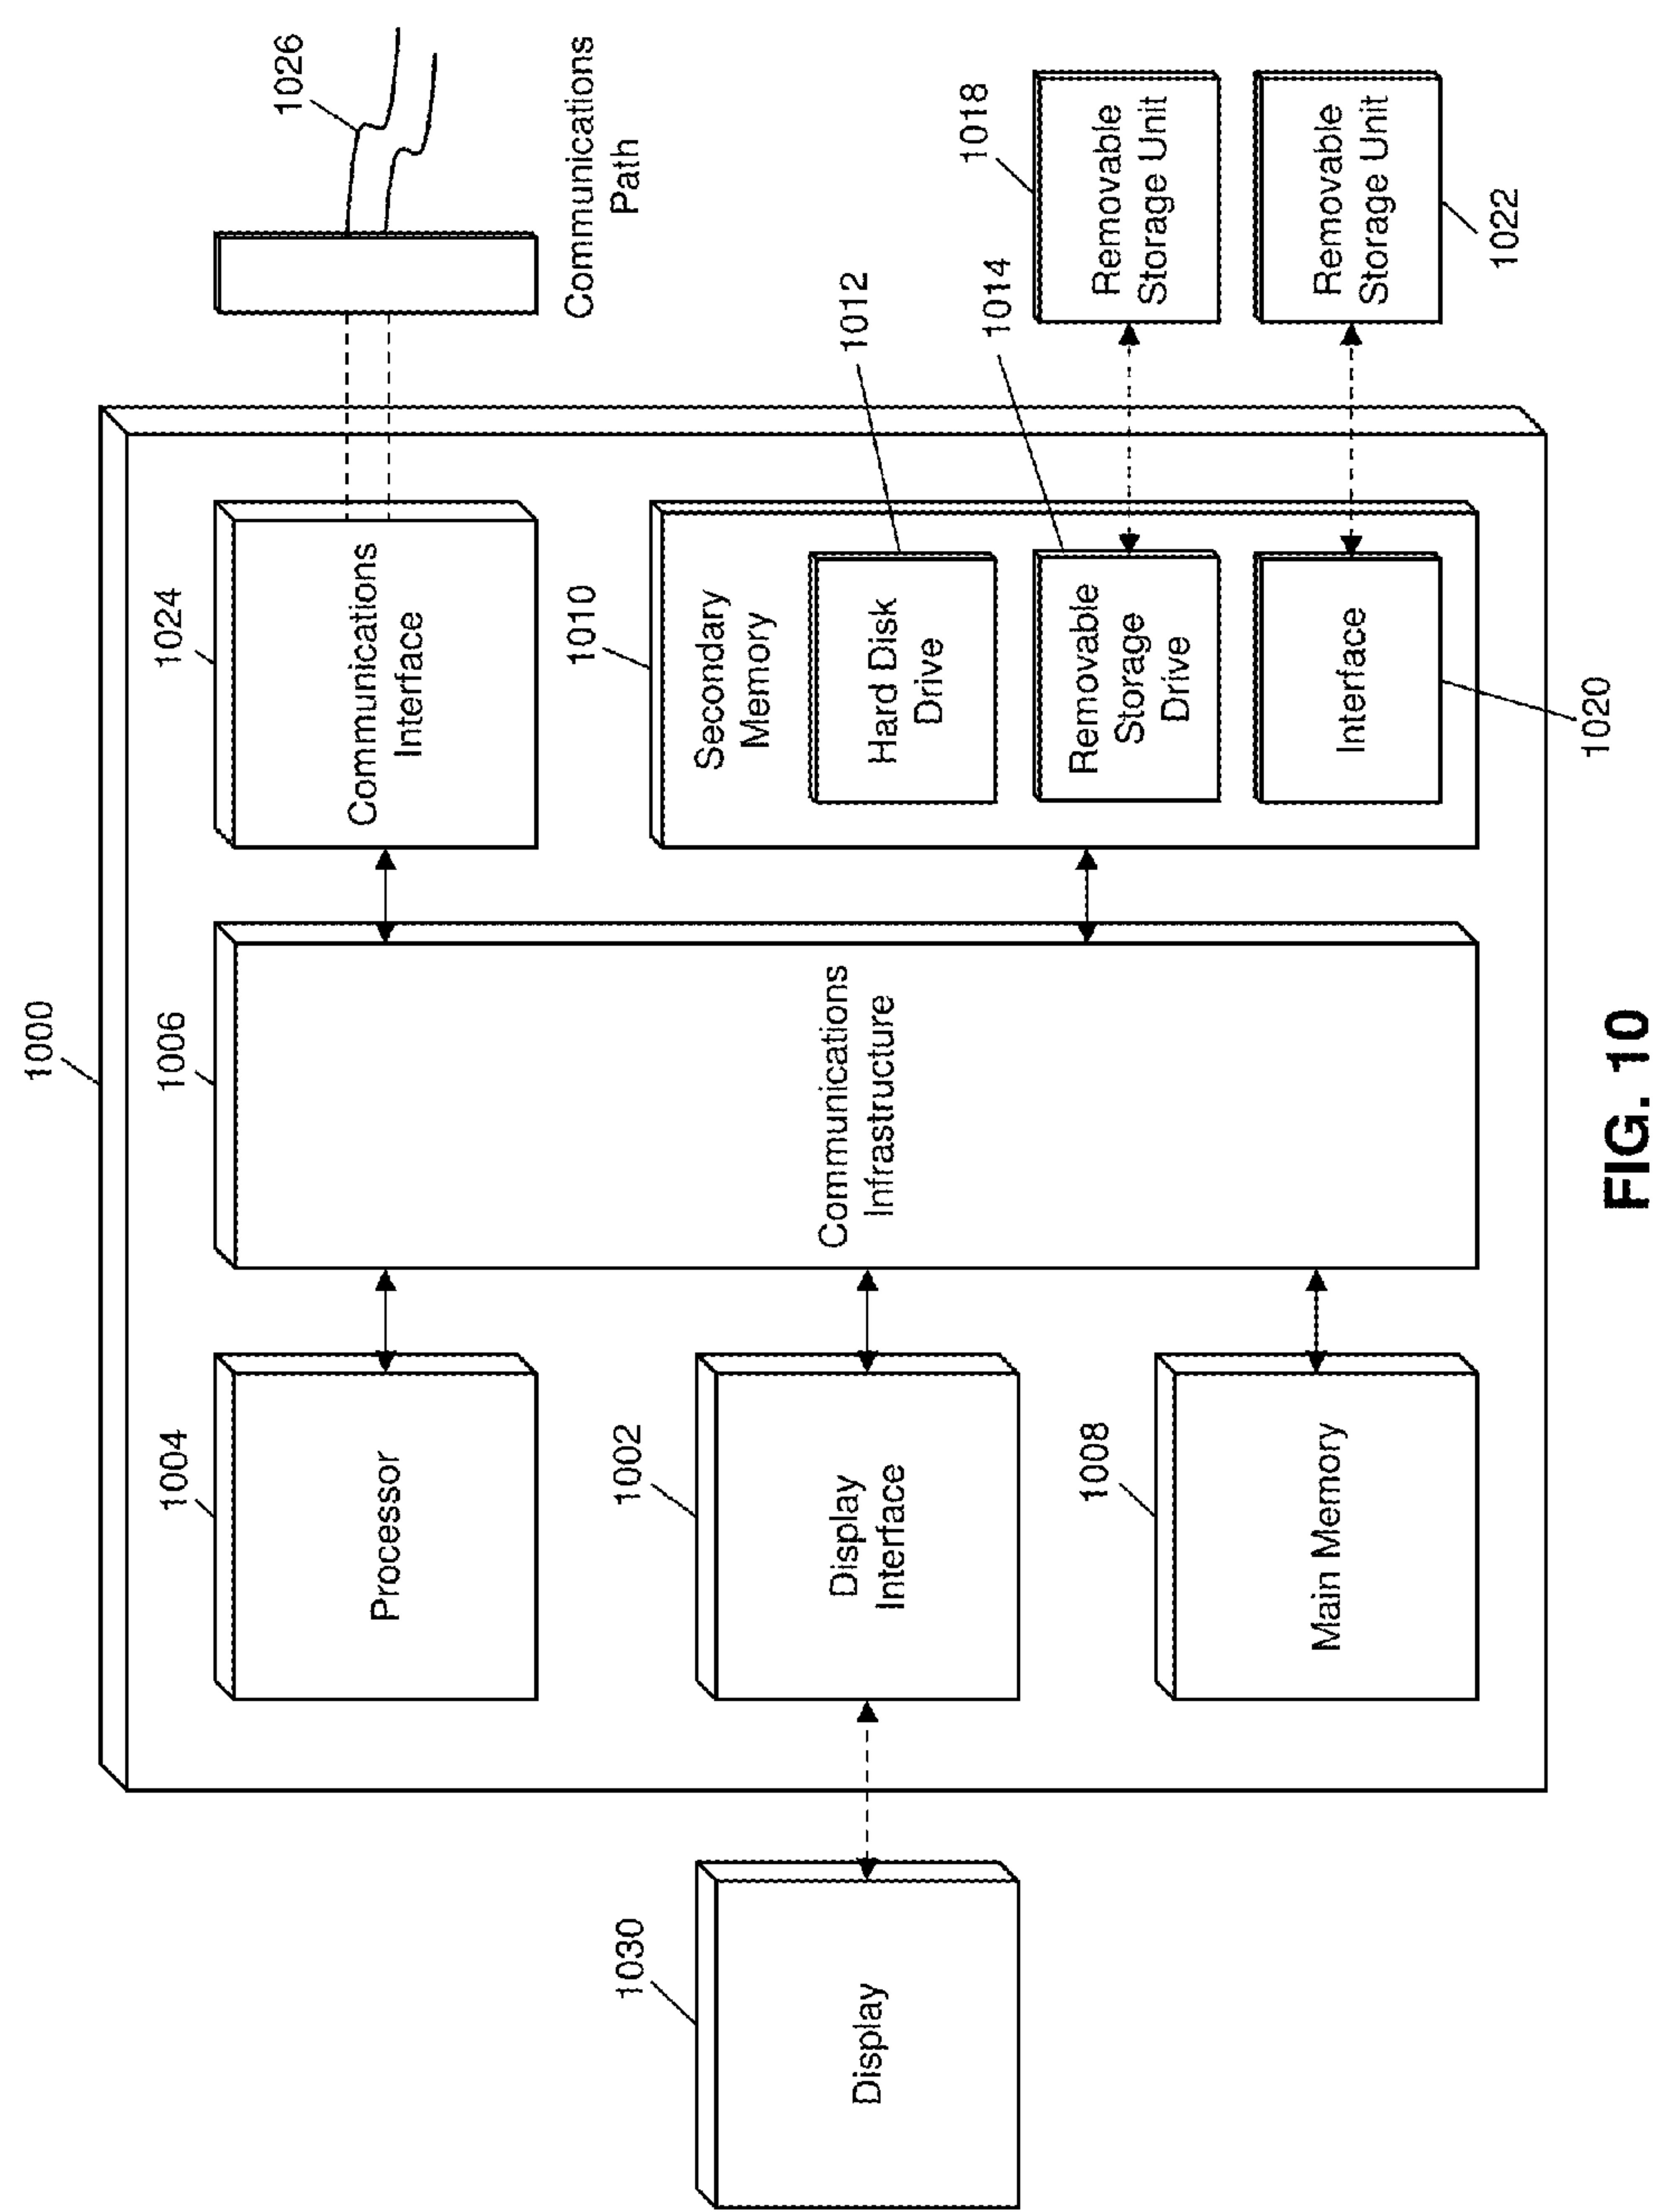 1000
1004
Processor
1006
Communications
Infrastructure
1024
Communications
Interface
1026
Communications
Path
1030
Display
1002
Display
Interface
1008
Main Memory
1010
Secondary
Memory
1012
Hard Disk
Drive
1014
Removable
Storage
Drive
1018
Removable
Storage Unit
Interface
1020
Removable
Storage Unit
1022
FIG. 10